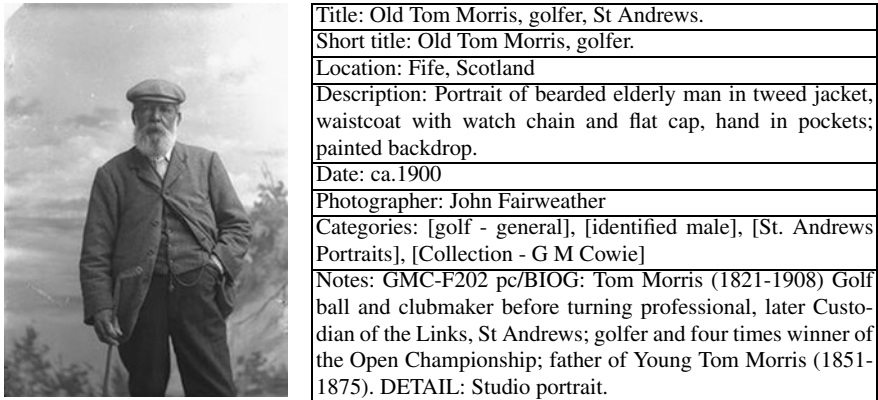 Title: Old Tom Morris, golfer, St Andrews.
Short title: Old Tom Morris, golfer.
Location: Fife, Scotland
Description: Portrait of bearded elderly man in tweed jacket,
waistcoat with watch chain and flat cap, hand in pockets;
painted backdrop.
Date: ca.1900
Photographer: John Fairweather
Categories: [golf - general], [identified male], [St. Andrews
Portraits], [Collection - G M Cowie]
Notes: GMC-F202 pc/BIOG: Tom Morris (1821-1908) Golf
ball and clubmaker before turning professional, later Custo-
dian of the Links, St Andrews; golfer and four times winner of
the Open Championship; father of Young Tom Morris (1851-
1875). DETAIL: Studio portrait.